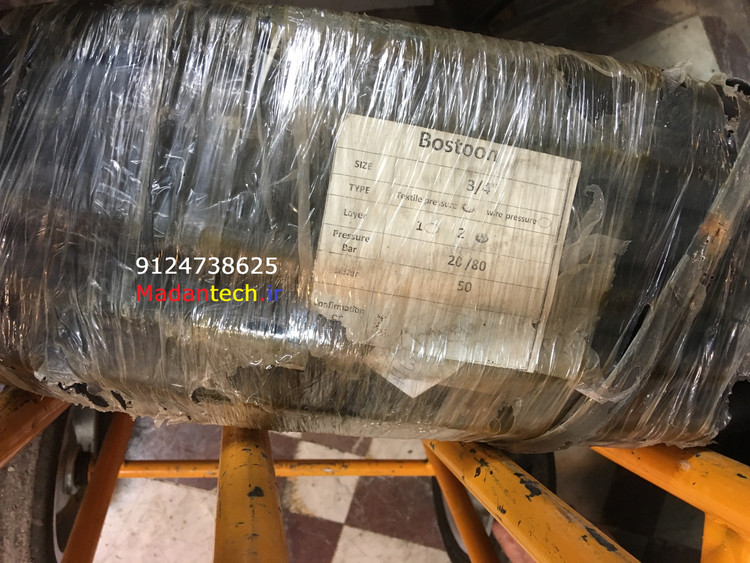 Bostoon
SIZE 3/4"
TYPE Textile pressure wire pressure
Layer 1 2
Pressure Bar 20/80
50
Confirmation
9124738625
Madantech.ir